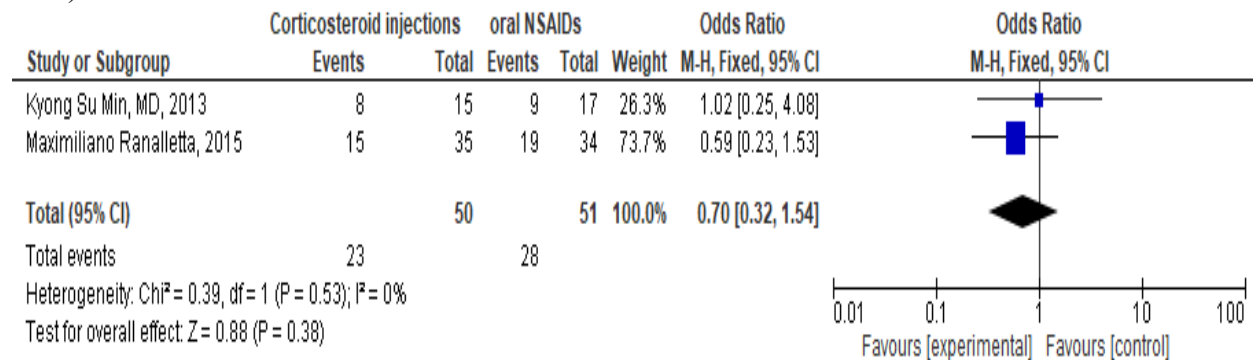 Corticosteroid injections oral NSAIDs Odds Ratio Odds Ratio
Study or Subgroup Events Total Events Total Weight M-H, Fixed, 95% CI M-H, Fixed, 95% CI
Kyong Su Min, MD, 2013 8 15 9 17 26.3% 1.02 [0.25, 4.08]
Maximiliano Ranalletta, 2015 15 35 19 34 73.7% 0.59 [0.23, 1.53]
Total (95% CI) 50 51 100.0% 0.70 [0.32, 1.54]
Total events 23 28
Heterogeneity: Chi² = 0.39, df = 1 (P = 0.53); I² = 0%
Test for overall effect: Z = 0.88 (P = 0.38)
0.01 0.1 1 10 100
Favours [experimental] Favours [control]